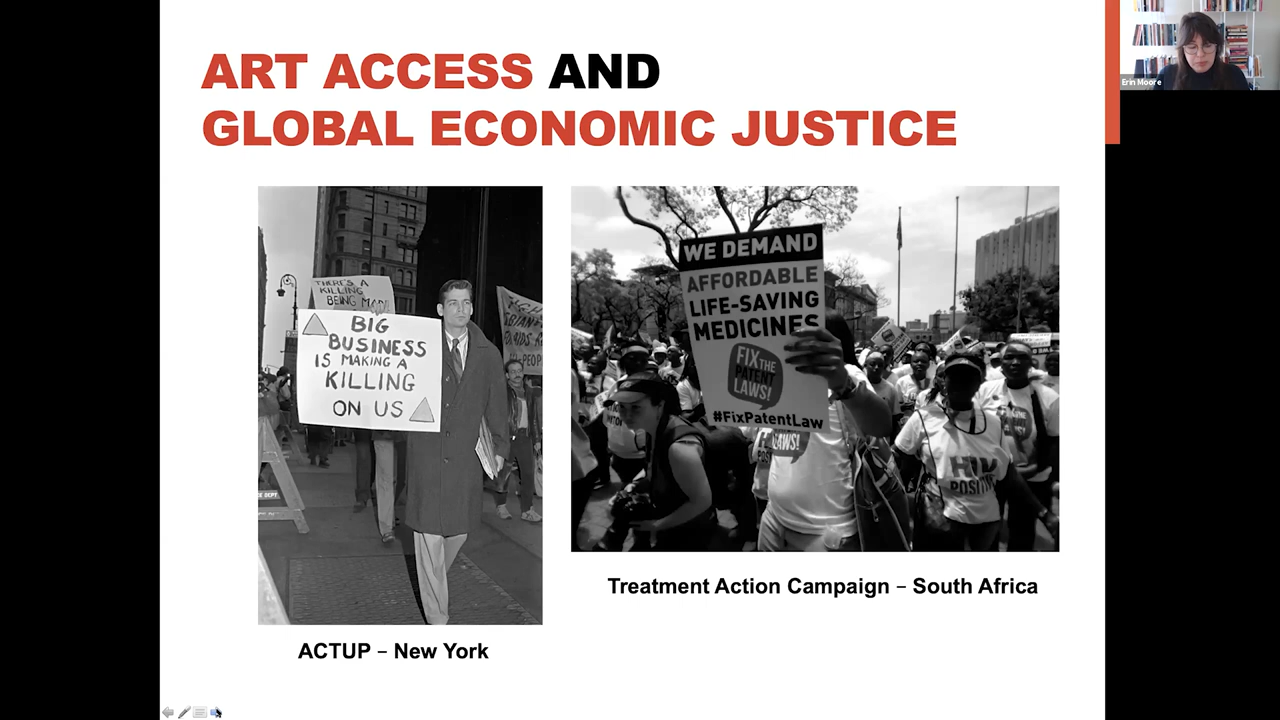 ART ACCESS AND
GLOBAL ECONOMIC JUSTICE
Erin Moore
THERE'S A
KILLING
BEING MADE
BIG
BUSINESS
IS MAKING A
KILLING
ON US
WE DEMAND
AFFORDABLE
LIFE-SAVING
MEDICINES
FIX THE
PATENT
LAWS!
#FixPatentLaw
LAWS!
HIV
POSITIVE
ACTUP – New York
Treatment Action Campaign – South Africa